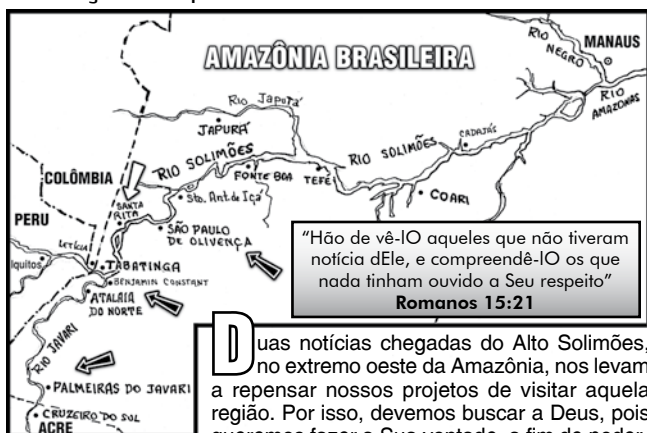 AMAZÔNIA BRASILEIRA
RIO NEGRO
MANAUS
RIO AMAZONAS
RIO Japurá
JAPURÁ
RIO SOLIMÕES
RIO SOLIMÕES
CADAJÁS
FONTE BOA
TEFÉ
COARI
COLÔMBIA
SANTA RITA
Sto. Ant. de Içá
SÃO PAULO
DE OLIVENÇA
PERU
LETÍCIA
Iquitos
TABATINGA
BENJAMIN CONSTANT
ATALAIA
DO NORTE
RIO JAVARI
PALMEIRAS DO JAVARI
CRUZEIRO DO SUL
ACRE
"Hão de vê-lO aqueles que não tiveram
notícia dEle, e compreendê-lO os que
nada tinham ouvido a Seu respeito"
Romanos 15:21
Duas notícias chegadas do Alto Solimões,
no extremo oeste da Amazônia, nos levam
a repensar nossos projetos de visitar aquela
região. Por isso, devemos buscar a Deus, pois